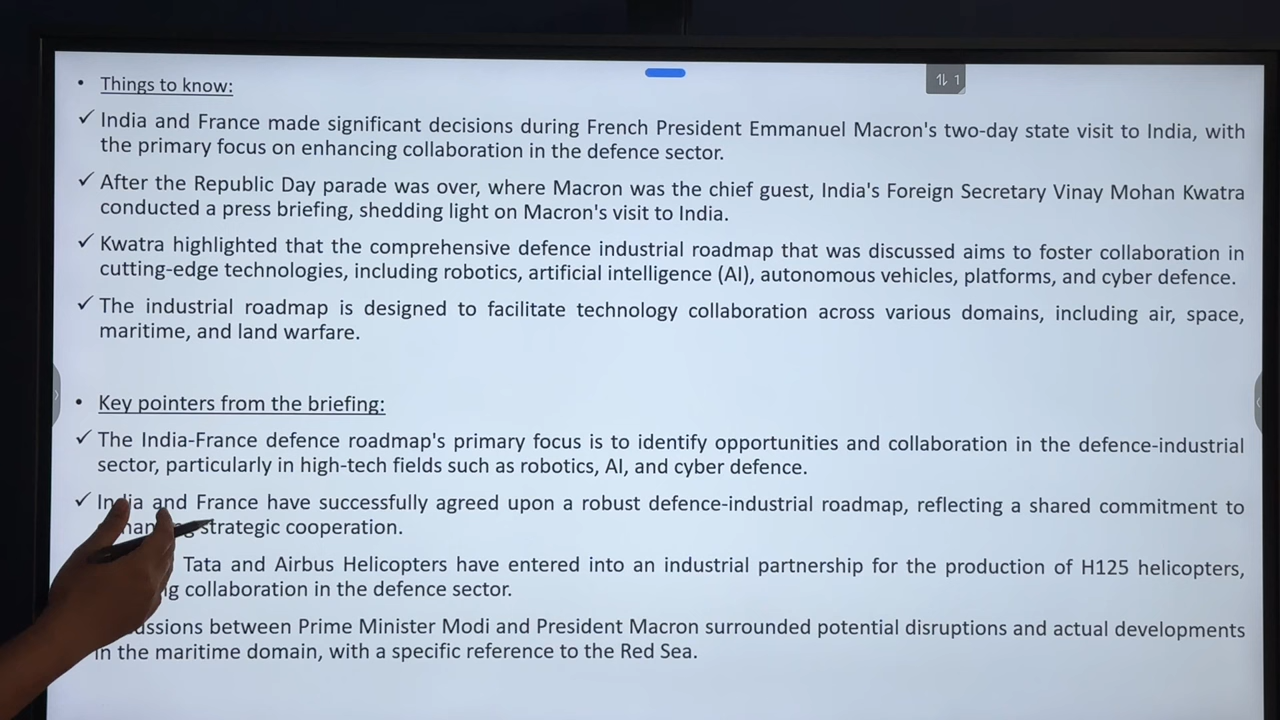 • Things to know:
✓ India and France made significant decisions during French President Emmanuel Macron's two-day state visit to India, with
the primary focus on enhancing collaboration in the defence sector.
✓ After the Republic Day parade was over, where Macron was the chief guest, India's Foreign Secretary Vinay Mohan Kwatra
conducted a press briefing, shedding light on Macron's visit to India.
✓ Kwatra highlighted that the comprehensive defence industrial roadmap that was discussed aims to foster collaboration in
cutting-edge technologies, including robotics, artificial intelligence (AI), autonomous vehicles, platforms, and cyber defence.
✓ The industrial roadmap is designed to facilitate technology collaboration across various domains, including air, space,
maritime, and land warfare.
• Key pointers from the briefing:
✓ The India-France defence roadmap's primary focus is to identify opportunities and collaboration in the defence-industrial
sector, particularly in high-tech fields such as robotics, AI, and cyber defence.
✓ India and France have successfully agreed upon a robust defence-industrial roadmap, reflecting a shared commitment to
strategic cooperation.
Tata and Airbus Helicopters have entered into an industrial partnership for the production of H125 helicopters,
collaboration in the defence sector.
between Prime Minister Modi and President Macron surrounded potential disruptions and actual developments
in the maritime domain, with a specific reference to the Red Sea.
1